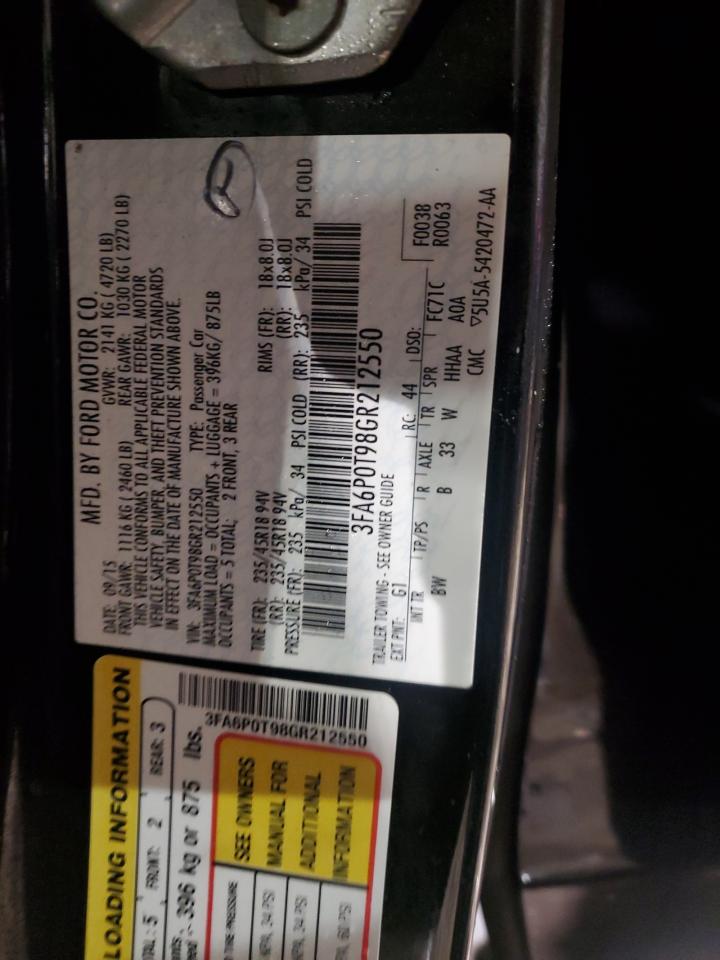 MFD. BY FORD MOTOR CO.
DATE: 09/15 GVWR: 2141 KG ( 4720 LB)
FRONT GAWR: 1116 KG ( 2460 LB) REAR GAWR: 1030 KG ( 2270 LB)
THIS VEHICLE CONFORMS TO ALL APPLICABLE FEDERAL MOTOR
VEHICLE SAFETY, BUMPER, AND THEFT PREVENTION STANDARDS
IN EFFECT ON THE DATE OF MANUFACTURE SHOWN ABOVE.
VIN: 3FA6P0T98GR212550 TYPE: Passenger Car
MAXIMUM LOAD = OCCUPANTS + LUGGAGE = 396KG/ 875LB
OCCUPANTS = 5 TOTAL; 2 FRONT, 3 REAR
TIRE (FR): 235/45R18 94V RIMS (FR): 18x8.0J
(RR): 235/45R18 94V (RR): 18x8.0J
PRESSURE (FR): 235 kPa/ 34 PSI COLD (RR): 235 kPa/ 34 PSI COLD
3FA6P0T98GR212550
TRAILER TOWING - SEE OWNER GUIDE
EXT PNT: G1 RC: 44 DSO: F0038
R0063
INT TR TP/PS R AXLE TR SPR FC71C
BW B 33 W HHAA A0A
CMC ▽5U5A-5420472-AA
LOADING INFORMATION
5 FRONT: 2 REAR: 3
396 kg or 875 lbs.
3FA6P0T98GR212550
SEE OWNERS
MANUAL FOR
ADDITIONAL
INFORMATION
34 PSI
34 PSI
60 PSI